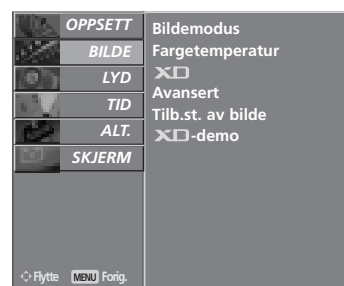 OPPSETT
BILDE
LYD
TID
ALT.
SKJERM
Bildemodus
Fargetemperatur
XD
Avansert
Tilb.st. av bilde
XD-demo
Flytte MENU Forig.